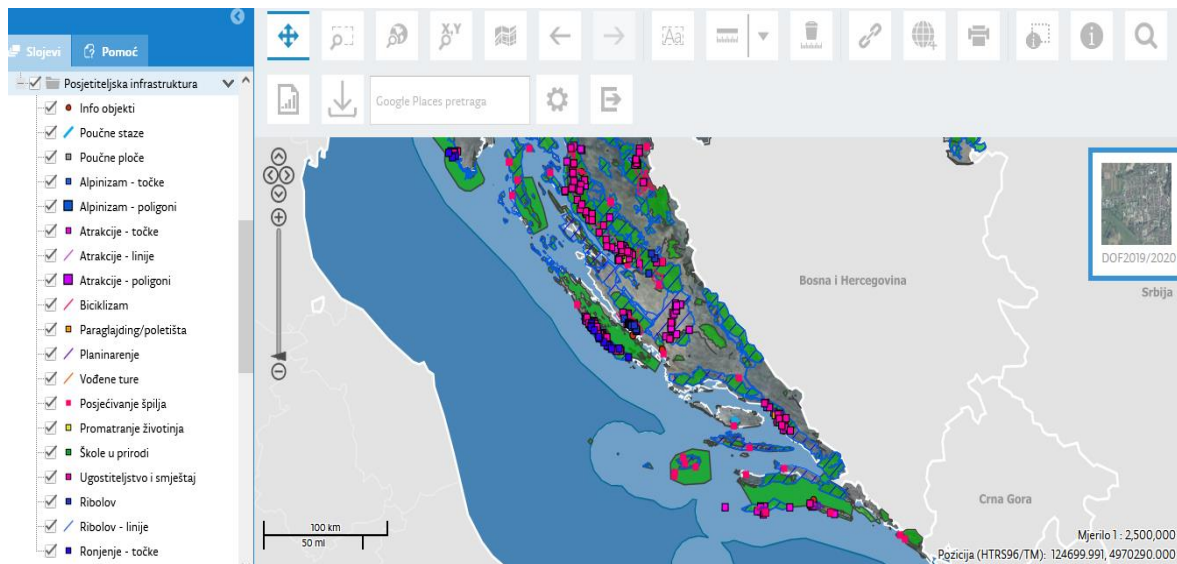 Slojevi
Pomoć
Posjetiteljska infrastruktura
Info objekti
Poučne staze
Poučne ploče
Alpinizam - točke
Alpinizam - poligoni
Atrakcije - točke
Atrakcije - linije
Atrakcije - poligoni
Biciklizam
Paraglajding/poletišta
Planinarenje
Vođene ture
Posjećivanje špilja
Promatranje životinja
Škole u prirodi
Ugostiteljstvo i smještaj
Ribolov
Ribolov - linije
Ronjenje - točke
X,Y
Aa
Google Places pretraga
DOF2019/2020
Bosna i Hercegovina
Srbija
Crna Gora
100 km
50 mi
Mjerilo 1 : 2,500,000
Pozicija (HTRS96/TM): 124699.991, 4970290.000